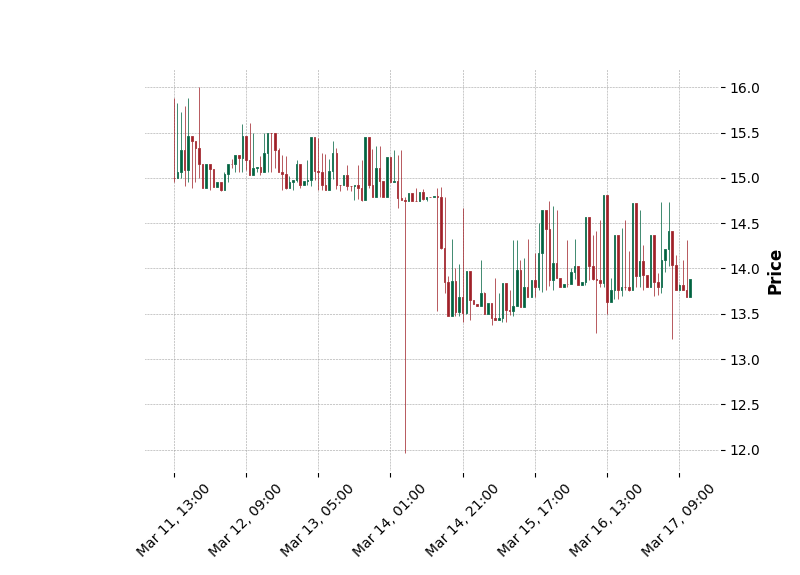 16.0
15.5
15.0
14.5
14.0
13.5
13.0
12.5
12.0
Price
Mar 11, 13:00
Mar 12, 09:00
Mar 13, 05:00
Mar 14, 01:00
Mar 14, 21:00
Mar 15, 17:00
Mar 16, 13:00
Mar 17, 09:00